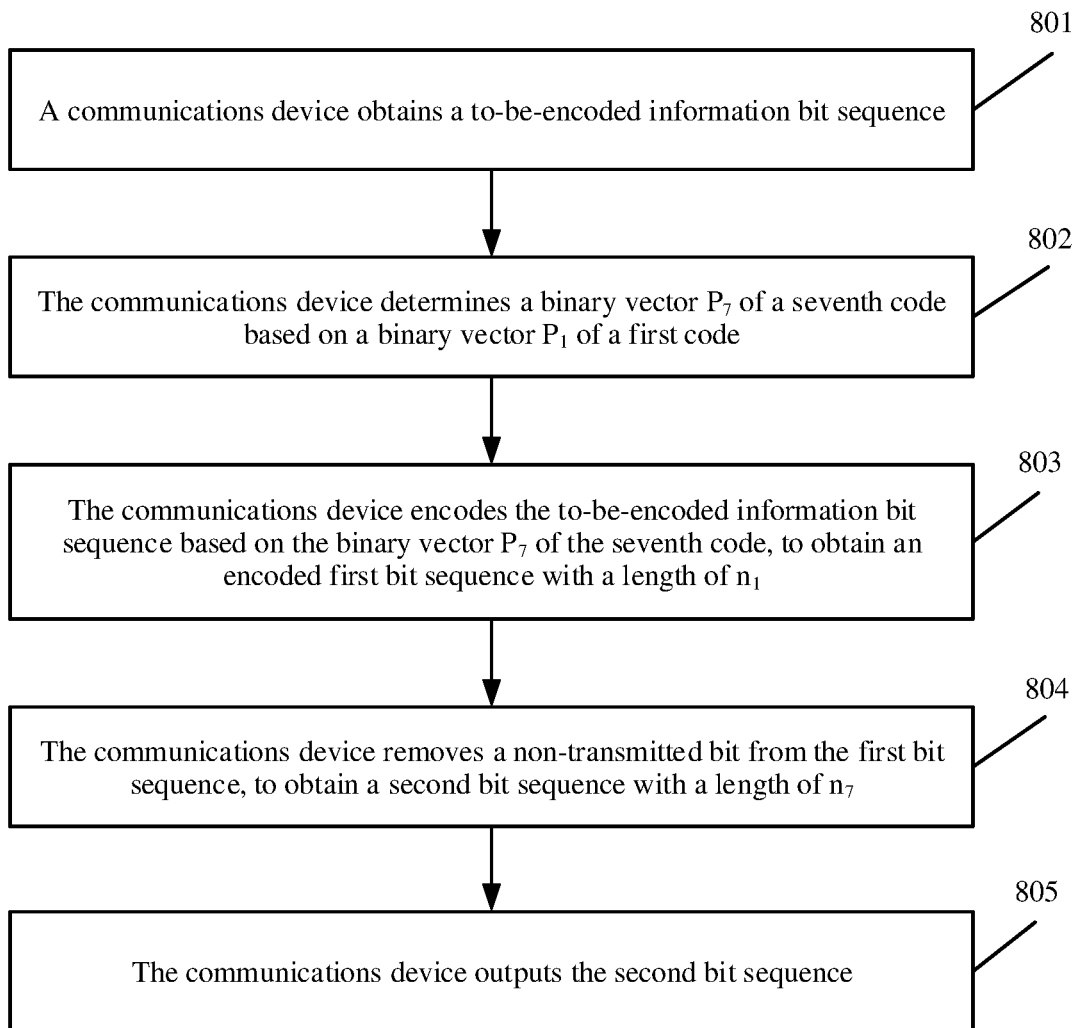 801
A communications device obtains a to-be-encoded information bit sequence
802
The communications device determines a binary vector P₇ of a seventh code
based on a binary vector P₁ of a first code
803
The communications device encodes the to-be-encoded information bit
sequence based on the binary vector P₇ of the seventh code, to obtain an
encoded first bit sequence with a length of n₁
804
The communications device removes a non-transmitted bit from the first bit
sequence, to obtain a second bit sequence with a length of n₇
805
The communications device outputs the second bit sequence